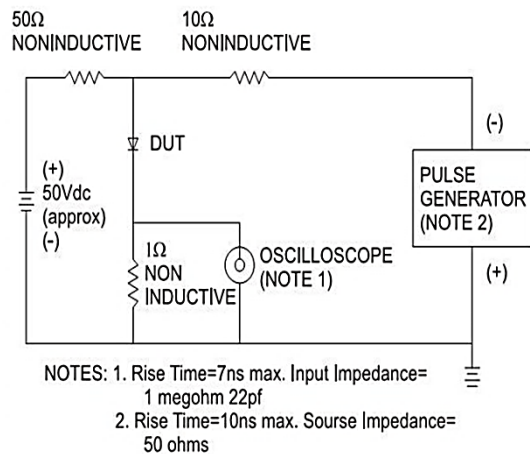 50Ω
NONINDUCTIVE
10Ω
NONINDUCTIVE
(+)
50Vdc
(approx)
(-)
DUT
1Ω
NON
INDUCTIVE
OSCILLOSCOPE
(NOTE 1)
(-)
PULSE
GENERATOR
(NOTE 2)
(+)
NOTES: 1. Rise Time=7ns max. Input Impedance=
1 megohm 22pf
2. Rise Time=10ns max. Sourse Impedance=
50 ohms